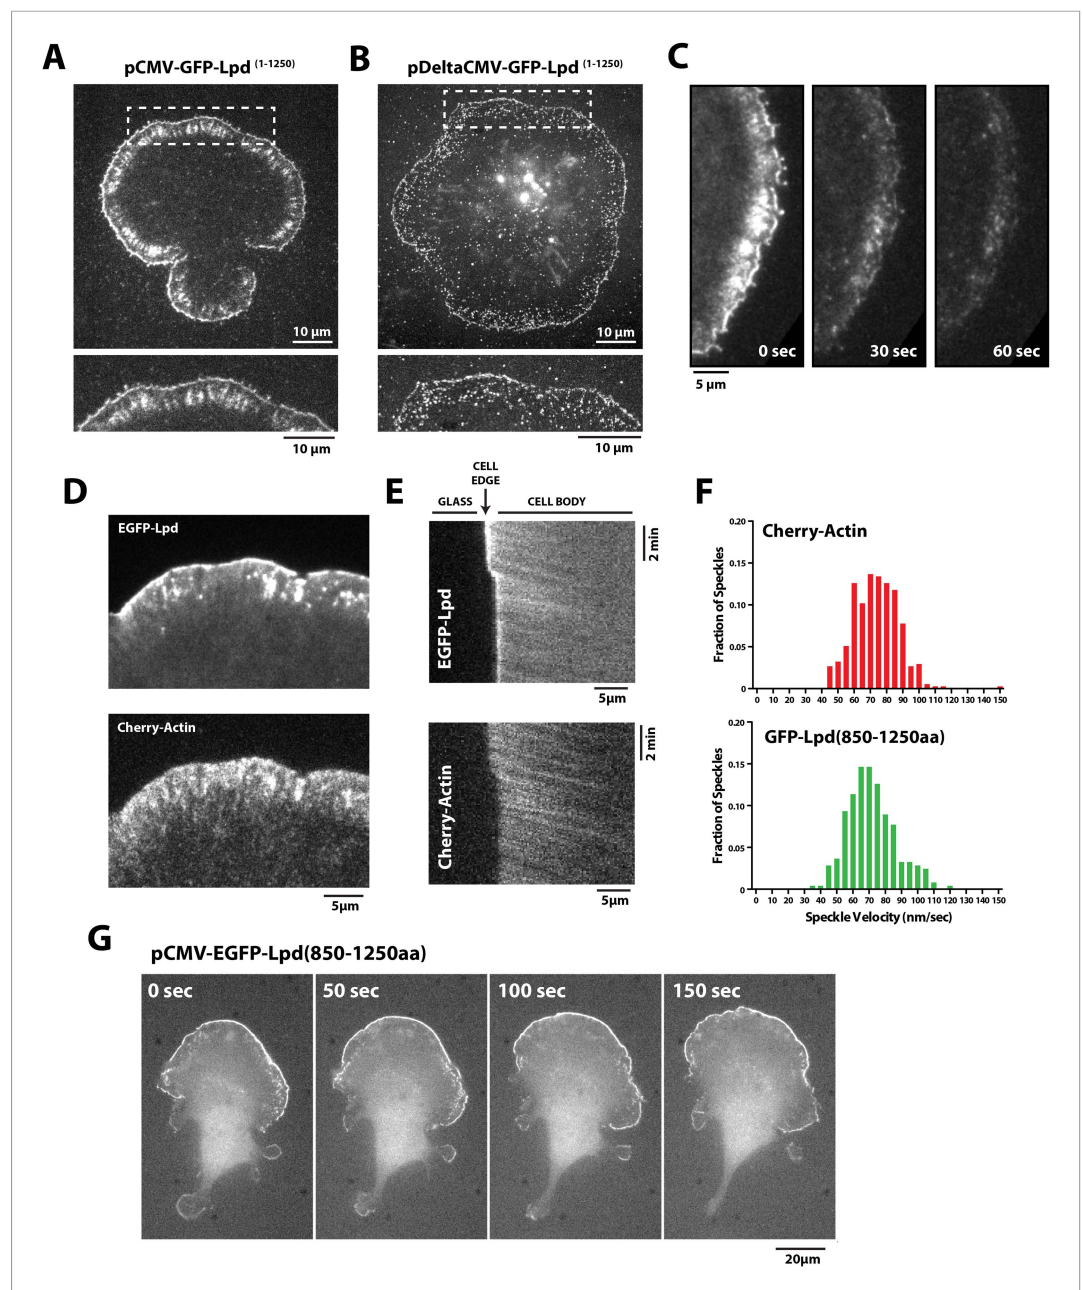 A
pCMV-GFP-Lpd (1-1250)
10 µm
10 µm
B
pDeltaCMV-GFP-Lpd (1-1250)
10 µm
10 µm
C
0 sec
30 sec
60 sec
5 µm
D
EGFP-Lpd
Cherry-Actin
5µm
E
CELL
EDGE
GLASS
CELL BODY
EGFP-Lpd
2 min
5µm
Cherry-Actin
2 min
5µm
F
Cherry-Actin
Fraction of Speckles
0.20
0.15
0.10
0.05
0
0 10 20 30 40 50 60 70 80 90 100 110 120 130 140 150
GFP-Lpd(850-1250aa)
Fraction of Speckles
0.20
0.15
0.10
0.05
0
0 10 20 30 40 50 60 70 80 90 100 110 120 130 140 150
Speckle Velocity (nm/sec)
G
pCMV-EGFP-Lpd(850-1250aa)
0 sec
50 sec
100 sec
150 sec
20µm